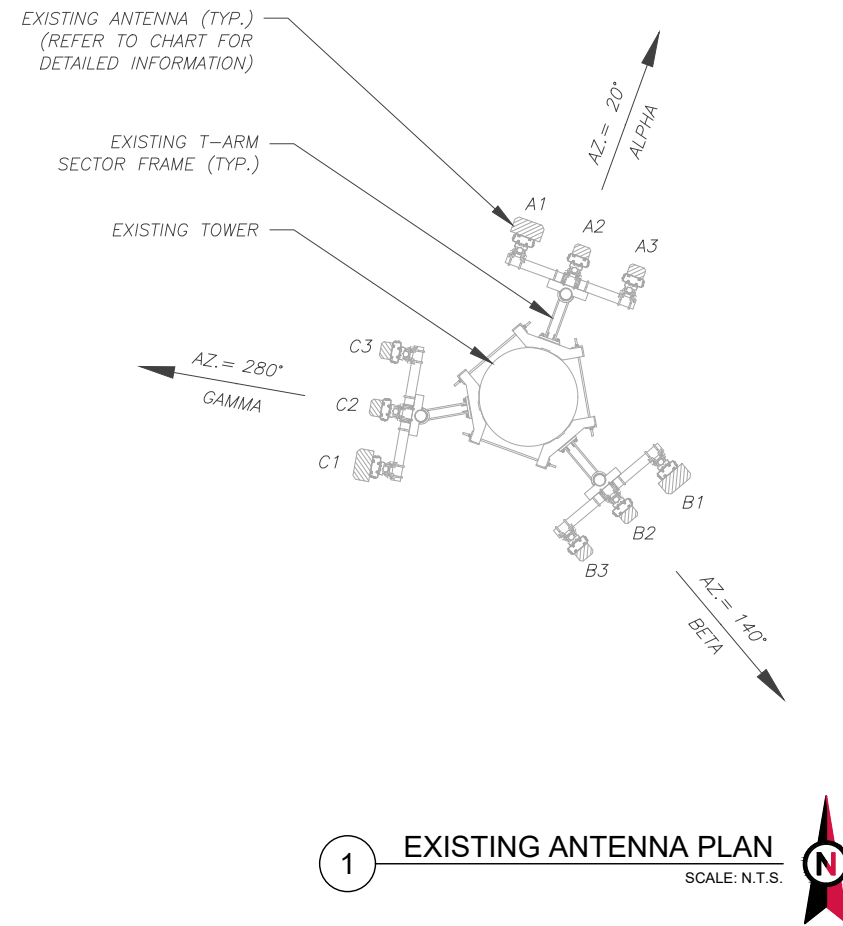 EXISTING ANTENNA (TYP.)
(REFER TO CHART FOR
DETAILED INFORMATION)
EXISTING T-ARM
SECTOR FRAME (TYP.)
EXISTING TOWER
AZ.= 20°
ALPHA
A1
A2
A3
AZ.= 280°
GAMMA
C3
C2
C1
B1
B2
B3
AZ.= 140°
BETA
1
EXISTING ANTENNA PLAN
SCALE: N.T.S.
N